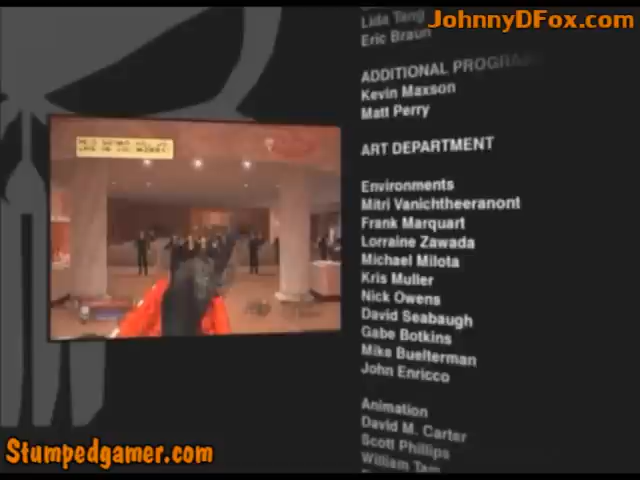 JohnnyDFox.com
Lida Tang
Eric Braun
ADDITIONAL
Kevin Maxson
Matt Perry
ART DEPARTMENT
Environments
Mitri Vanichtheeranont
Frank Marquart
Lorraine Zawada
Michael Milota
Kris Muller
Nick Owens
David Seabaugh
Gabe Botkins
Mike Buelterman
John Enricco
Animation
David M. Carter
Scott Phillips
William Tam
Stumpedgamer.com